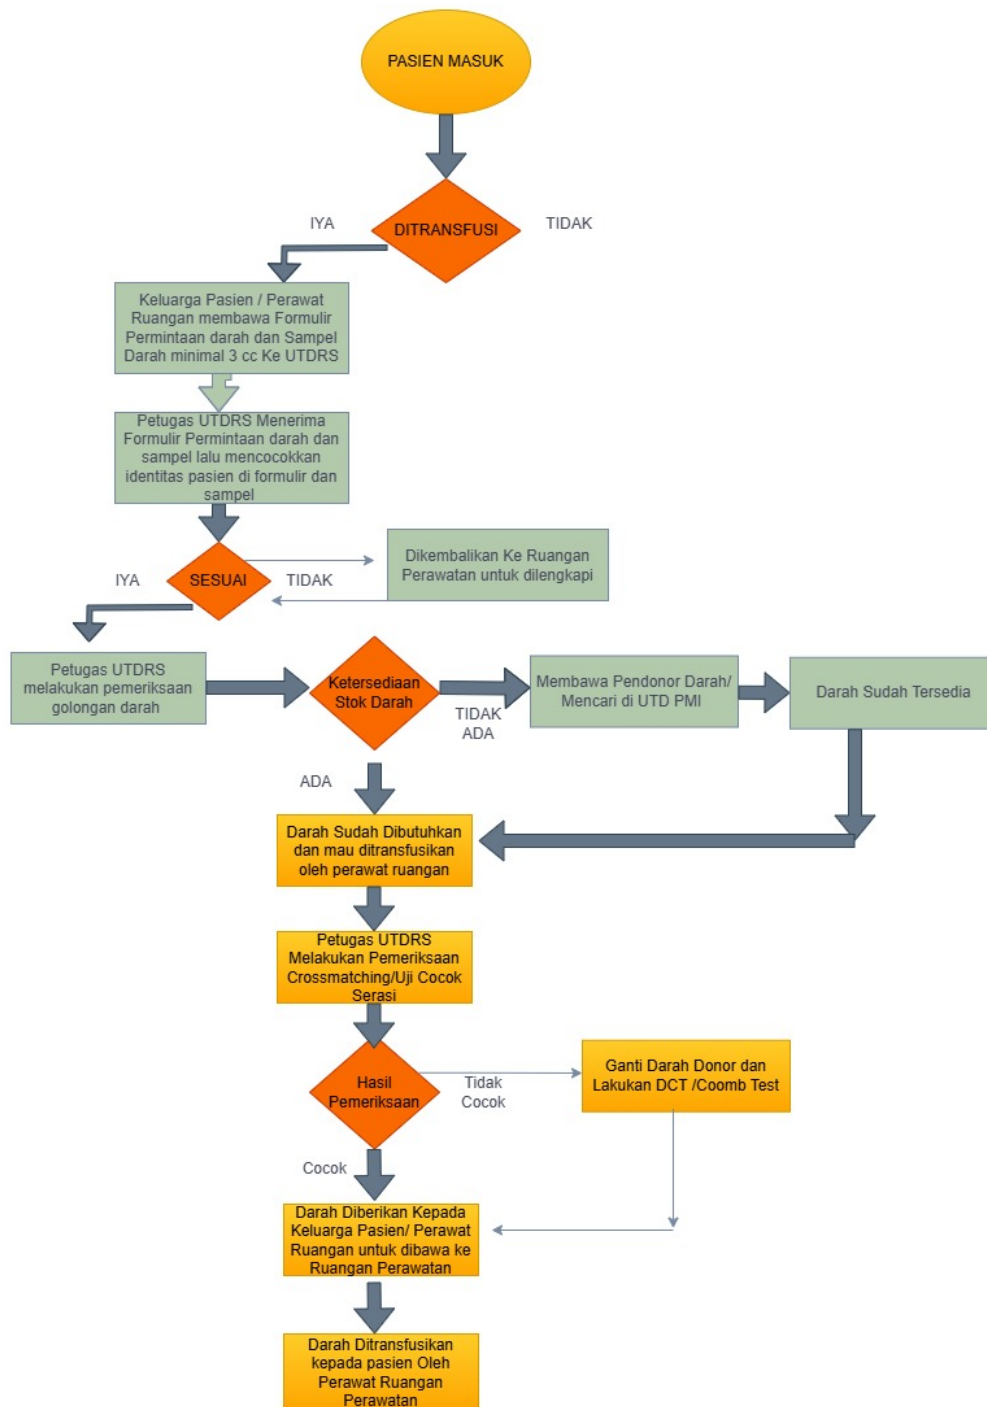 PASIEN MASUK
IYA
DITRANSFUSI
TIDAK
Keluarga Pasien / Perawat
Ruangan membawa Formulir
Permintaan darah dan Sampel
Darah minimal 3 cc Ke UTDRS
Petugas UTDRS Menerima
Formulir Permintaan darah dan
sampel lalu mencocokkan
identitas pasien di formulir dan
sampel
IYA
SESUAI
TIDAK
Dikembalikan Ke Ruangan
Perawatan untuk dilengkapi
Petugas UTDRS
melakukan pemeriksaan
golongan darah
Ketersediaan
Stok Darah
TIDAK
ADA
Membawa Pendonor Darah/
Mencari di UTD PMI
Darah Sudah Tersedia
ADA
Darah Sudah Dibutuhkan
dan mau ditransfusikan
oleh perawat ruangan
Petugas UTDRS
Melakukan Pemeriksaan
Crossmatching/Uji Cocok
Serasi
Hasil
Pemeriksaan
Tidak
Cocok
Ganti Darah Donor dan
Lakukan DCT /Coomb Test
Cocok
Darah Diberikan Kepada
Keluarga Pasien/ Perawat
Ruangan untuk dibawa ke
Ruangan Perawatan
Darah Ditransfusikan
kepada pasien Oleh
Perawat Ruangan
Perawatan